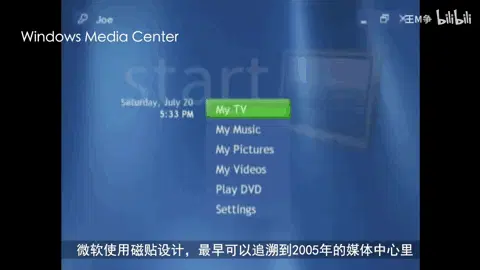 Joe
王M争 bilibili
Windows Media Center
start
Saturday, July 20
5:33 PM
My TV
My Music
My Pictures
My Videos
Play DVD
Settings
微软使用磁贴设计，最早可以追溯到2005年的媒体中心里